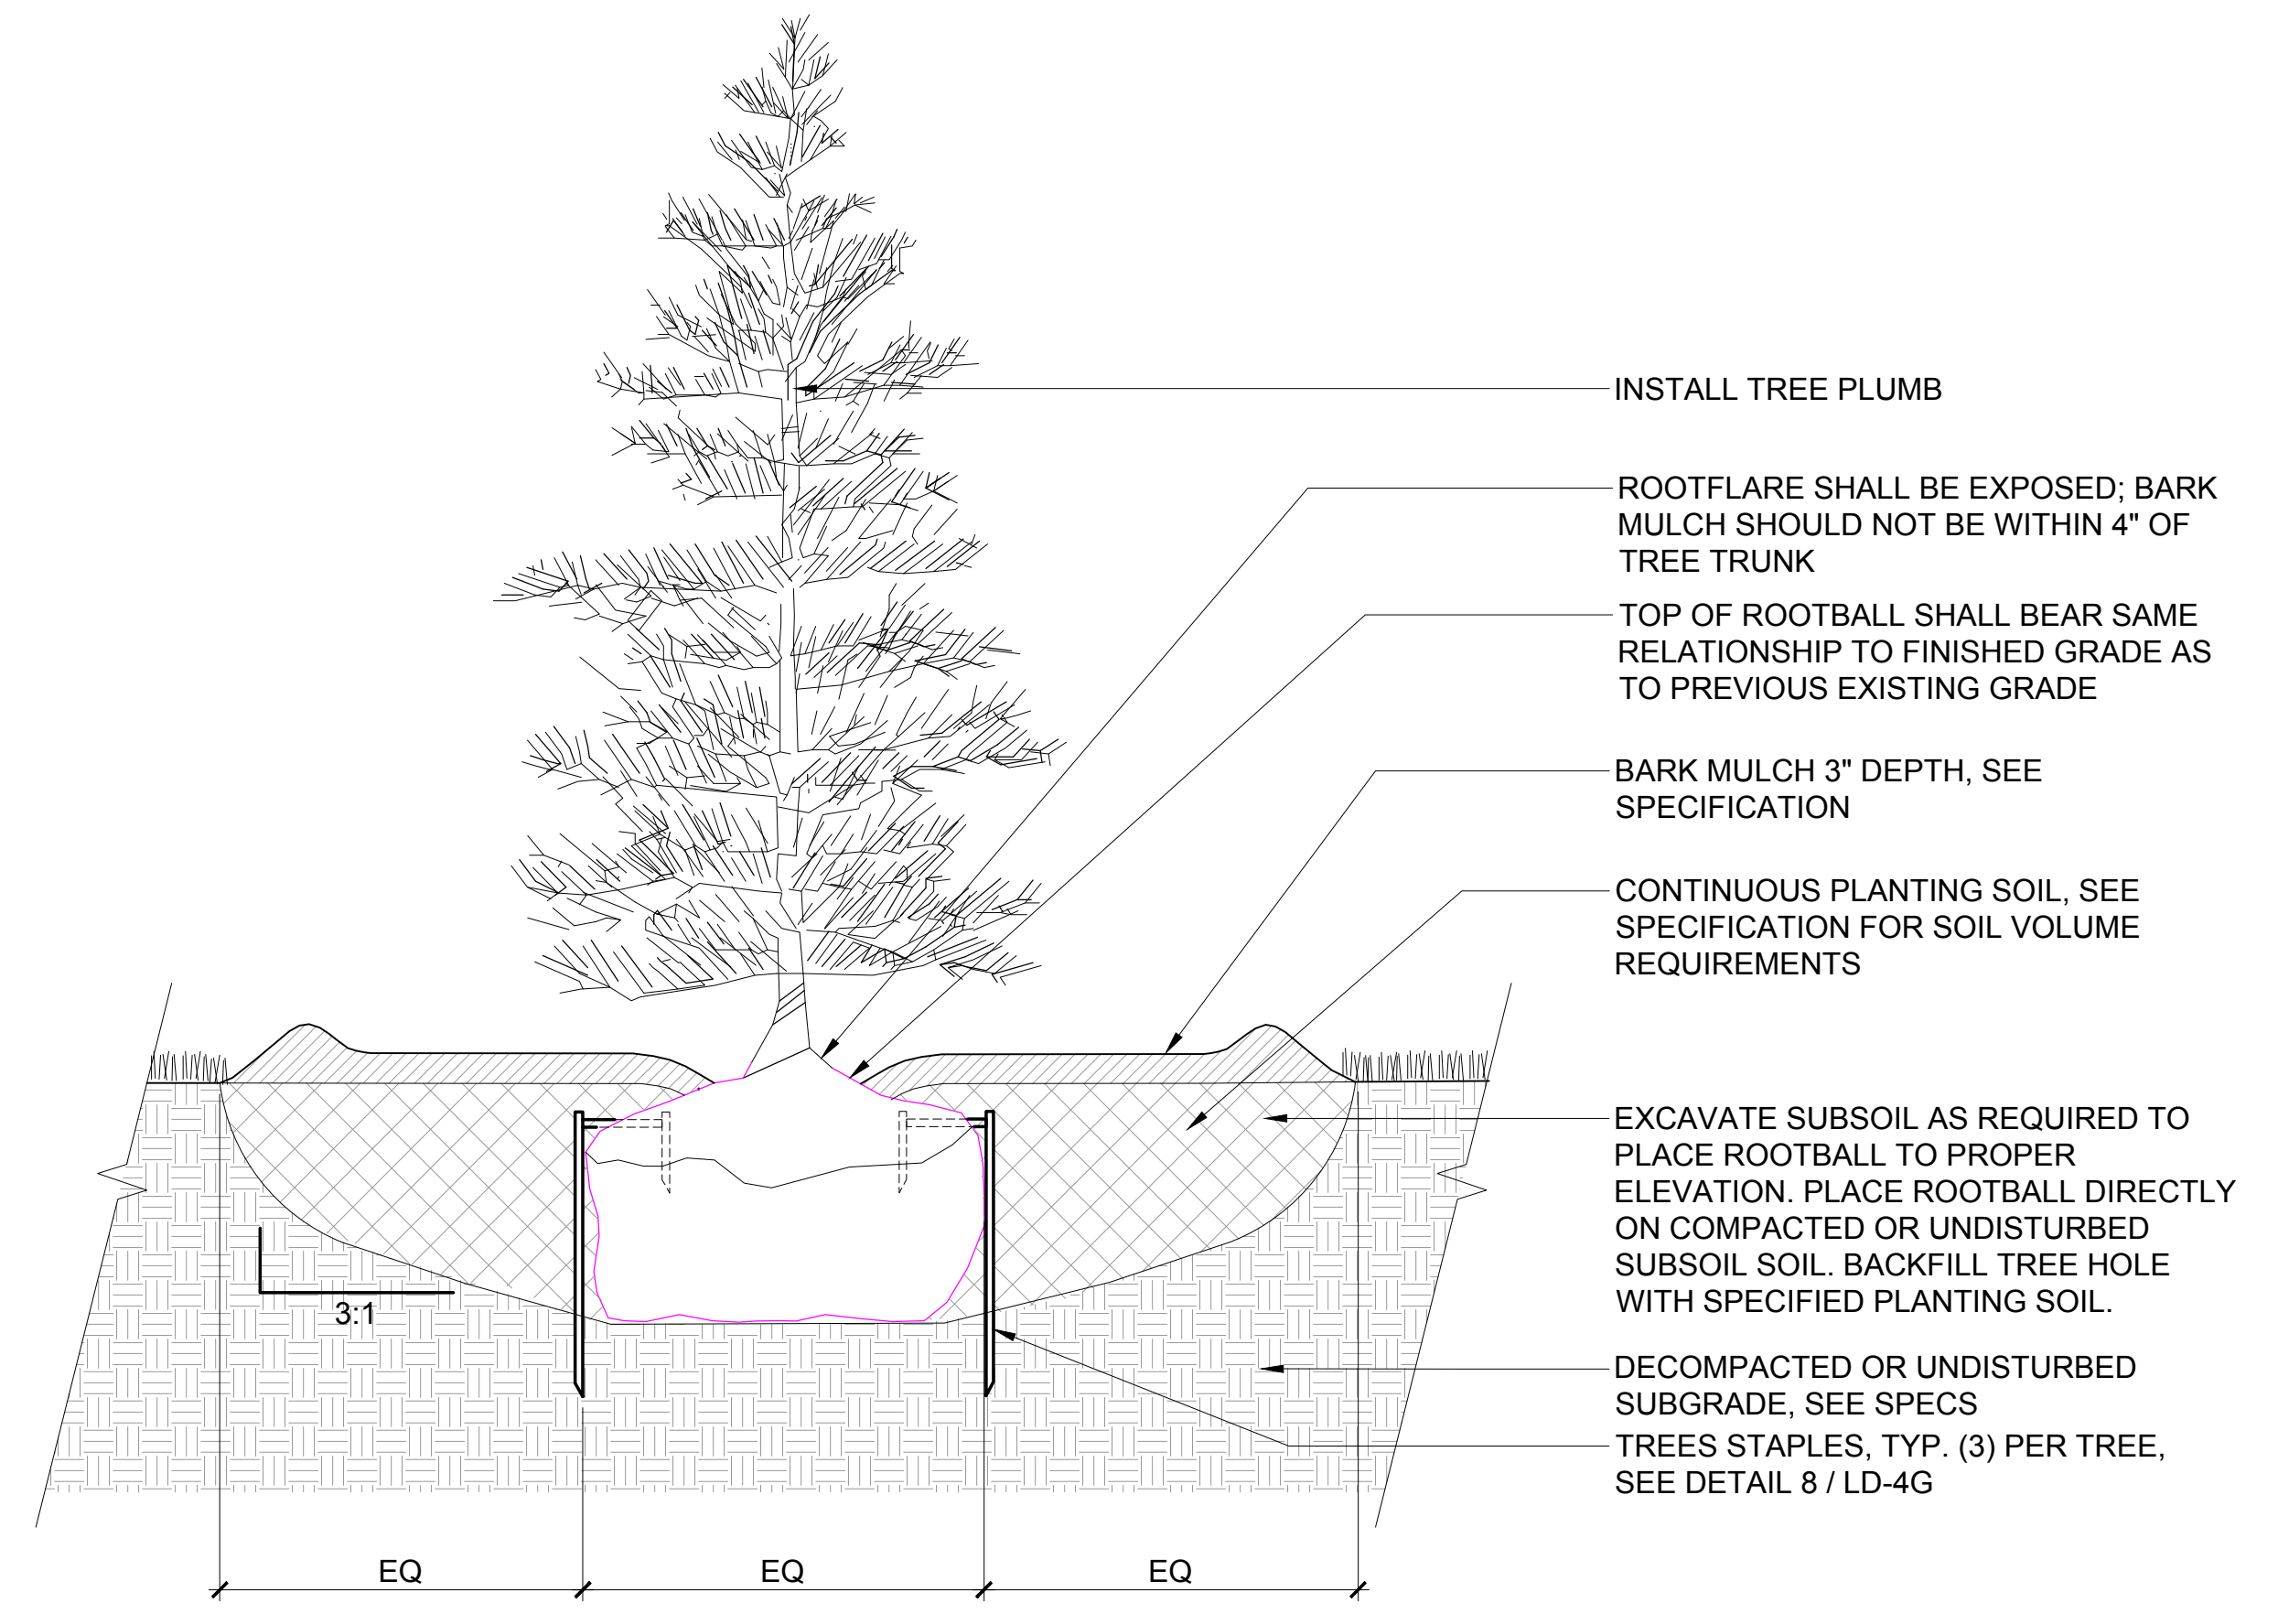 INSTALL TREE PLUMB
ROOTFLARE SHALL BE EXPOSED; BARK
MULCH SHOULD NOT BE WITHIN 4" OF
TREE TRUNK
TOP OF ROOTBALL SHALL BEAR SAME
RELATIONSHIP TO FINISHED GRADE AS
TO PREVIOUS EXISTING GRADE
BARK MULCH 3" DEPTH, SEE
SPECIFICATION
CONTINUOUS PLANTING SOIL, SEE
SPECIFICATION FOR SOIL VOLUME
REQUIREMENTS
EXCAVATE SUBSOIL AS REQUIRED TO
PLACE ROOTBALL TO PROPER
ELEVATION. PLACE ROOTBALL DIRECTLY
ON COMPACTED OR UNDISTURBED
SUBSOIL SOIL. BACKFILL TREE HOLE
WITH SPECIFIED PLANTING SOIL.
3:1
DECOMPACTED OR UNDISTURBED
SUBGRADE, SEE SPECS
TREES STAPLES, TYP. (3) PER TREE,
SEE DETAIL 8 / LD-4G
EQ
EQ
EQ